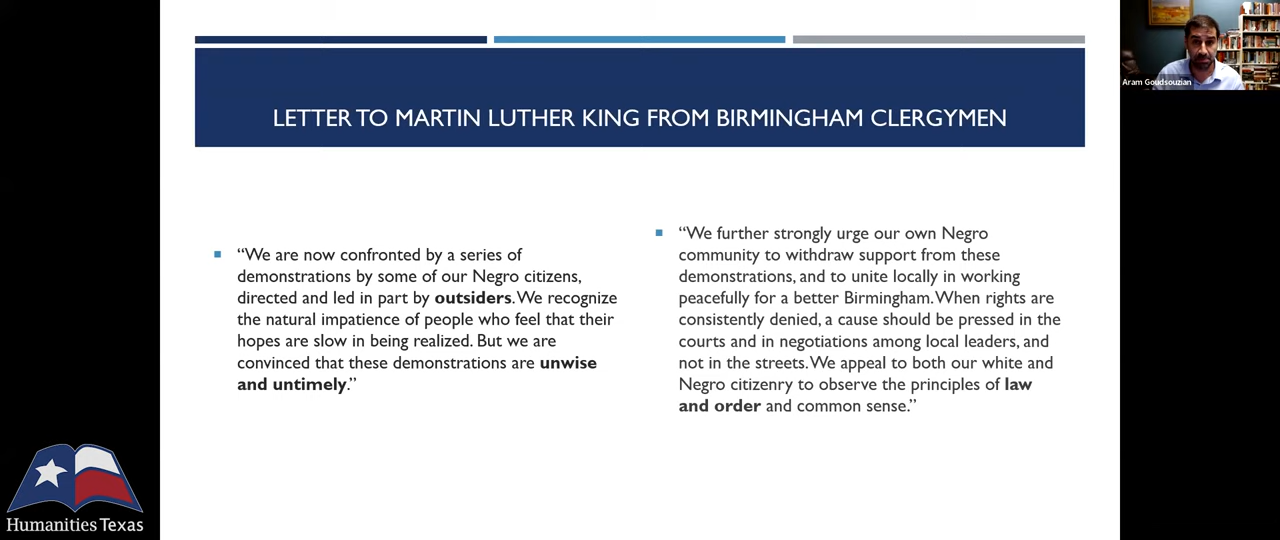 LETTER TO MARTIN LUTHER KING FROM BIRMINGHAM CLERGYMEN
“We are now confronted by a series of
demonstrations by some of our Negro citizens,
directed and led in part by outsiders. We recognize
the natural impatience of people who feel that their
hopes are slow in being realized. But we are
convinced that these demonstrations are unwise
and untimely.”
“We further strongly urge our own Negro
community to withdraw support from these
demonstrations, and to unite locally in working
peacefully for a better Birmingham. When rights are
consistently denied, a cause should be pressed in the
courts and in negotiations among local leaders, and
not in the streets. We appeal to both our white and
Negro citizenry to observe the principles of law
and order and common sense.”
Aram Goudsouzian
Humanities Texas